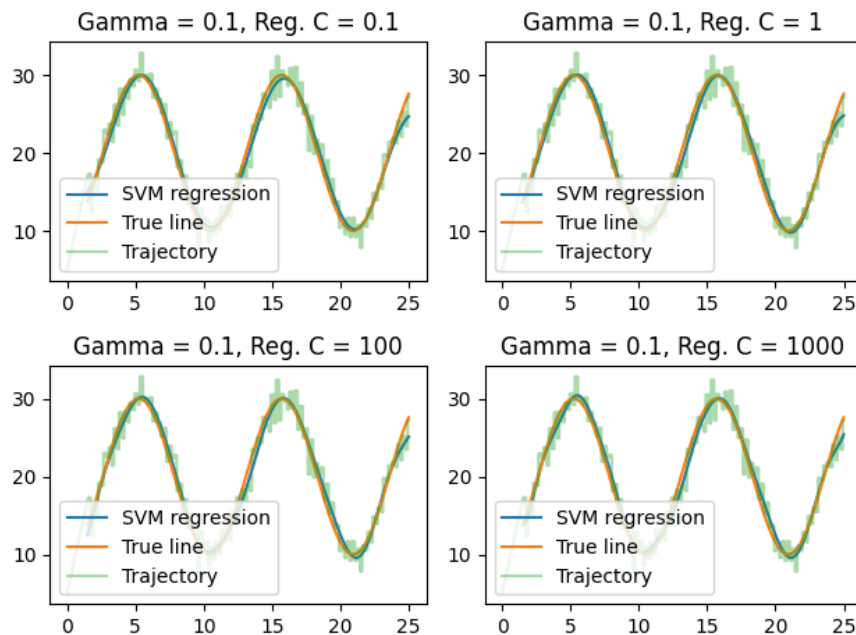 Gamma = 0.1, Reg. C = 0.1
30
20
10
SVM regression
True line
Trajectory
0 5 10 15 20 25
Gamma = 0.1, Reg. C = 1
30
20
10
SVM regression
True line
Trajectory
0 5 10 15 20 25
Gamma = 0.1, Reg. C = 100
30
20
10
SVM regression
True line
Trajectory
0 5 10 15 20 25
Gamma = 0.1, Reg. C = 1000
30
20
10
SVM regression
True line
Trajectory
0 5 10 15 20 25